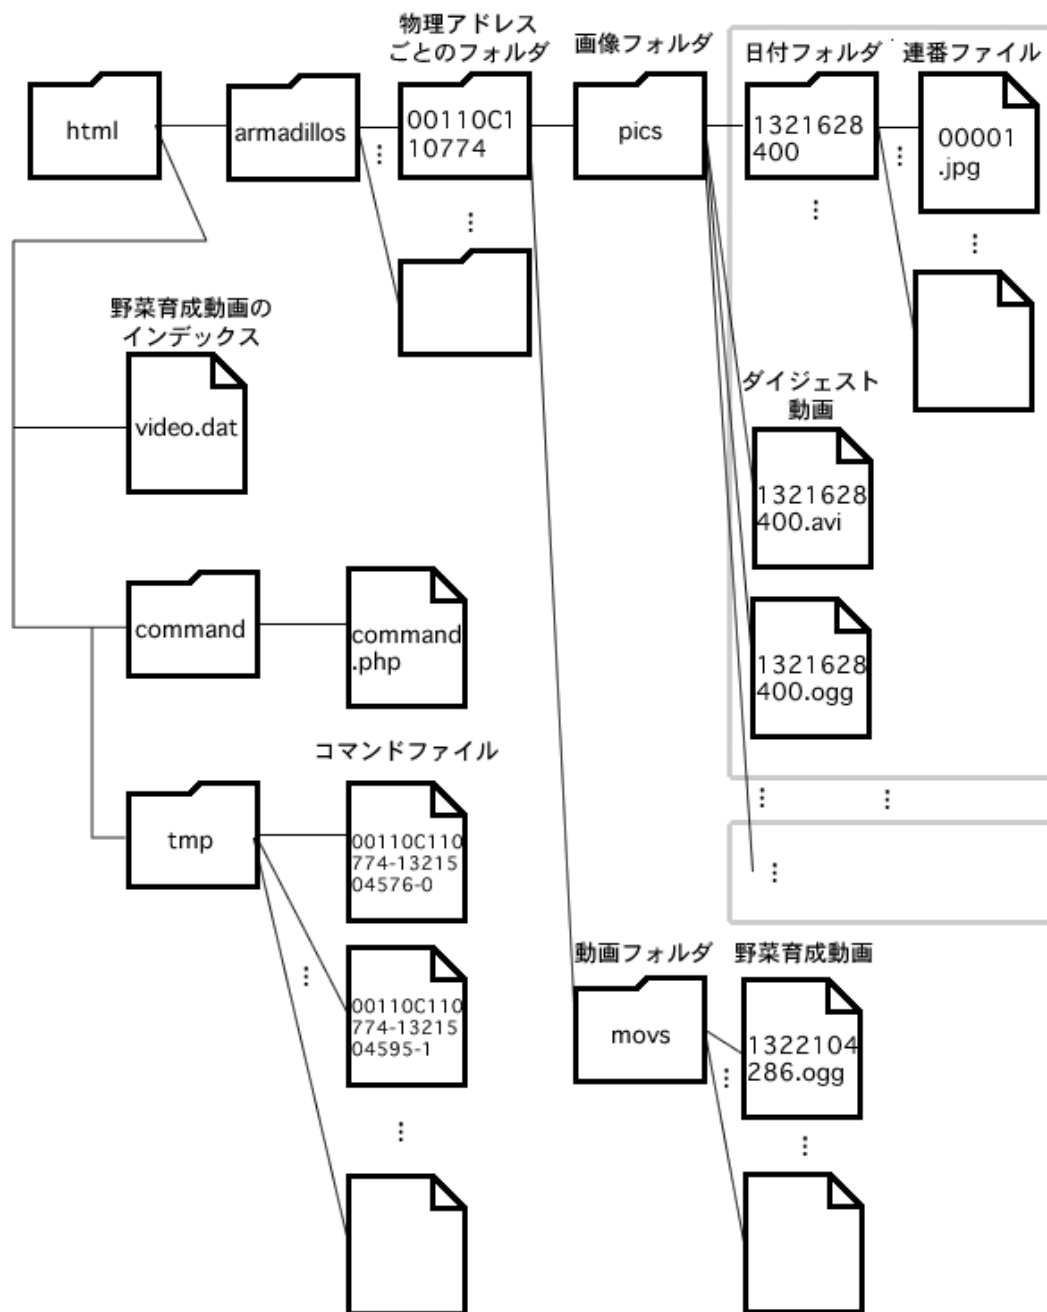 物理アドレス
ごとのフォルダ
画像フォルダ
日付フォルダ
連番ファイル
html
armadillos
00110C1
10774
pics
1321628
400
00001
.jpg
野菜育成動画の
インデックス
video.dat
ダイジェスト
動画
1321628
400.avi
1321628
400.ogg
command
command
.php
コマンドファイル
tmp
00110C110
774-13215
04576-0
00110C110
774-13215
04595-1
動画フォルダ
野菜育成動画
movs
1322104
286.ogg